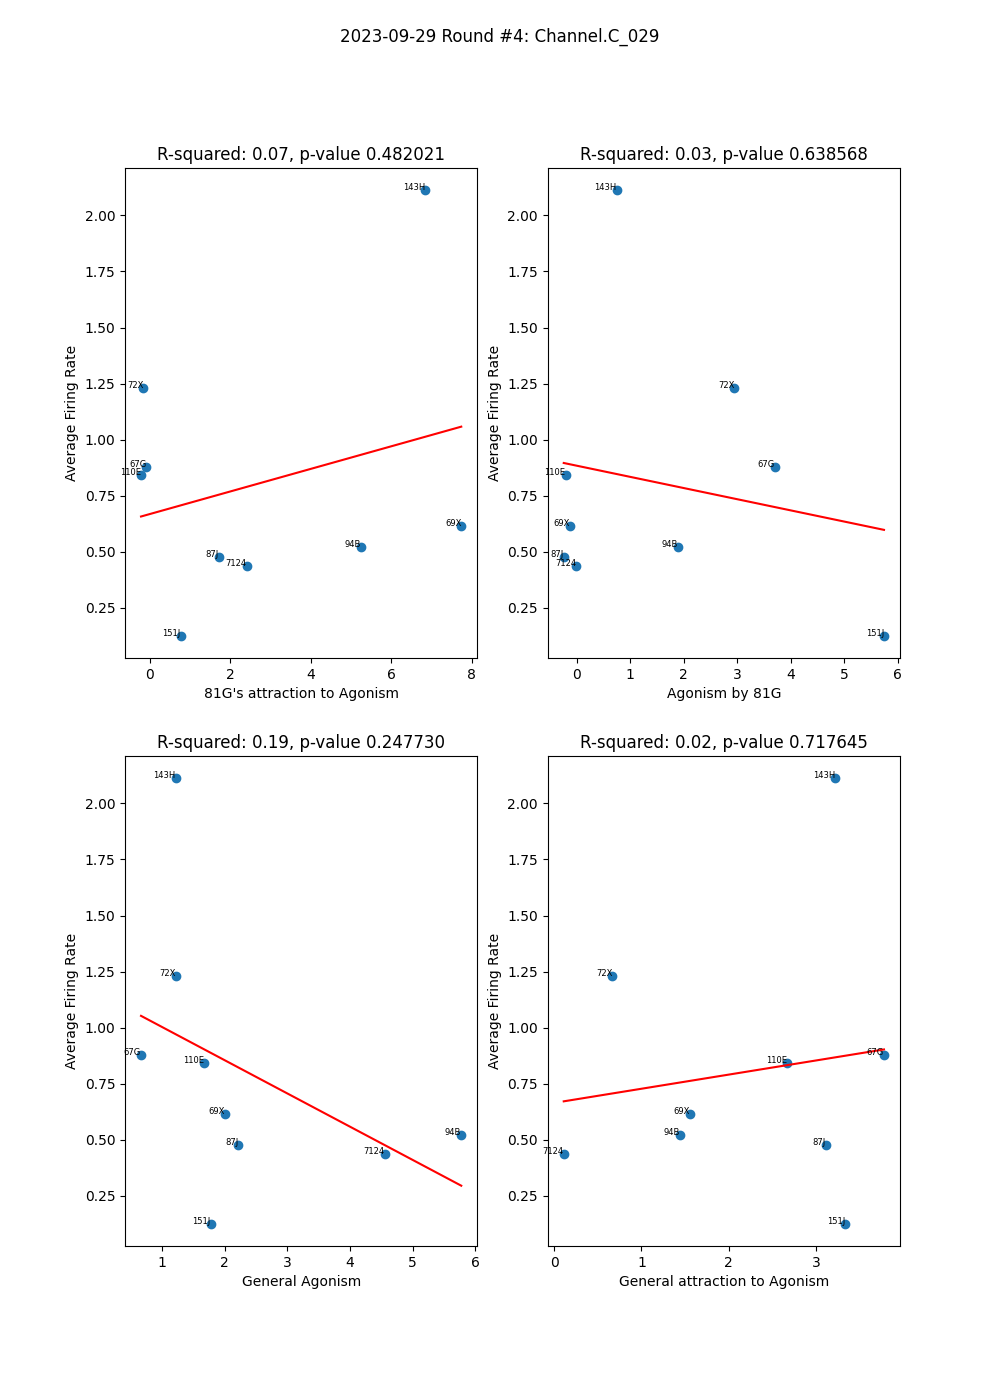 2023-09-29 Round #4: Channel.C_029
R-squared: 0.07, p-value 0.482021
Average Firing Rate
2.00
1.75
1.50
1.25
1.00
0.75
0.50
0.25
143H
72X
67G
110E
69X
94B
87J
7124
151J
0 2 4 6 8
81G's attraction to Agonism
R-squared: 0.03, p-value 0.638568
Average Firing Rate
2.00
1.75
1.50
1.25
1.00
0.75
0.50
0.25
143H
72X
67G
110E
69X
94B
87J
7124
151J
0 1 2 3 4 5 6
Agonism by 81G
R-squared: 0.19, p-value 0.247730
Average Firing Rate
2.00
1.75
1.50
1.25
1.00
0.75
0.50
0.25
143H
72X
67G
110E
69X
94B
87J
7124
151J
1 2 3 4 5 6
General Agonism
R-squared: 0.02, p-value 0.717645
Average Firing Rate
2.00
1.75
1.50
1.25
1.00
0.75
0.50
0.25
143H
72X
67G
110E
69X
94B
87J
7124
151J
0 1 2 3
General attraction to Agonism